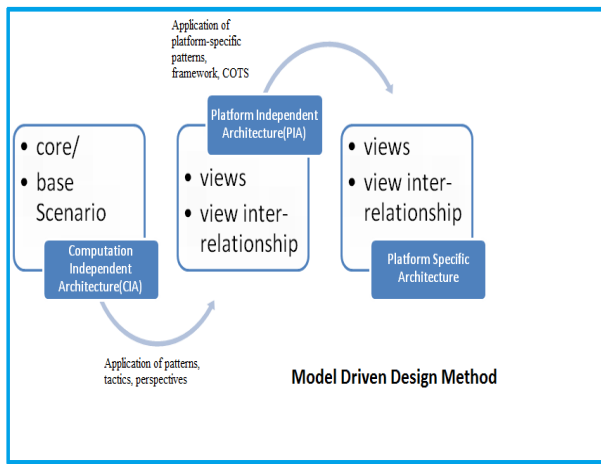 Application of
platform-specific
patterns,
framework, COTS
• core/
• base
Scenario
Computation
Independent
Architecture(CIA)
Platform Independent
Architecture(PIA)
• views
• view inter-
relationship
• views
• view inter-
relationship
Platform Specific
Architecture
Application of patterns,
tactics, perspectives
Model Driven Design Method